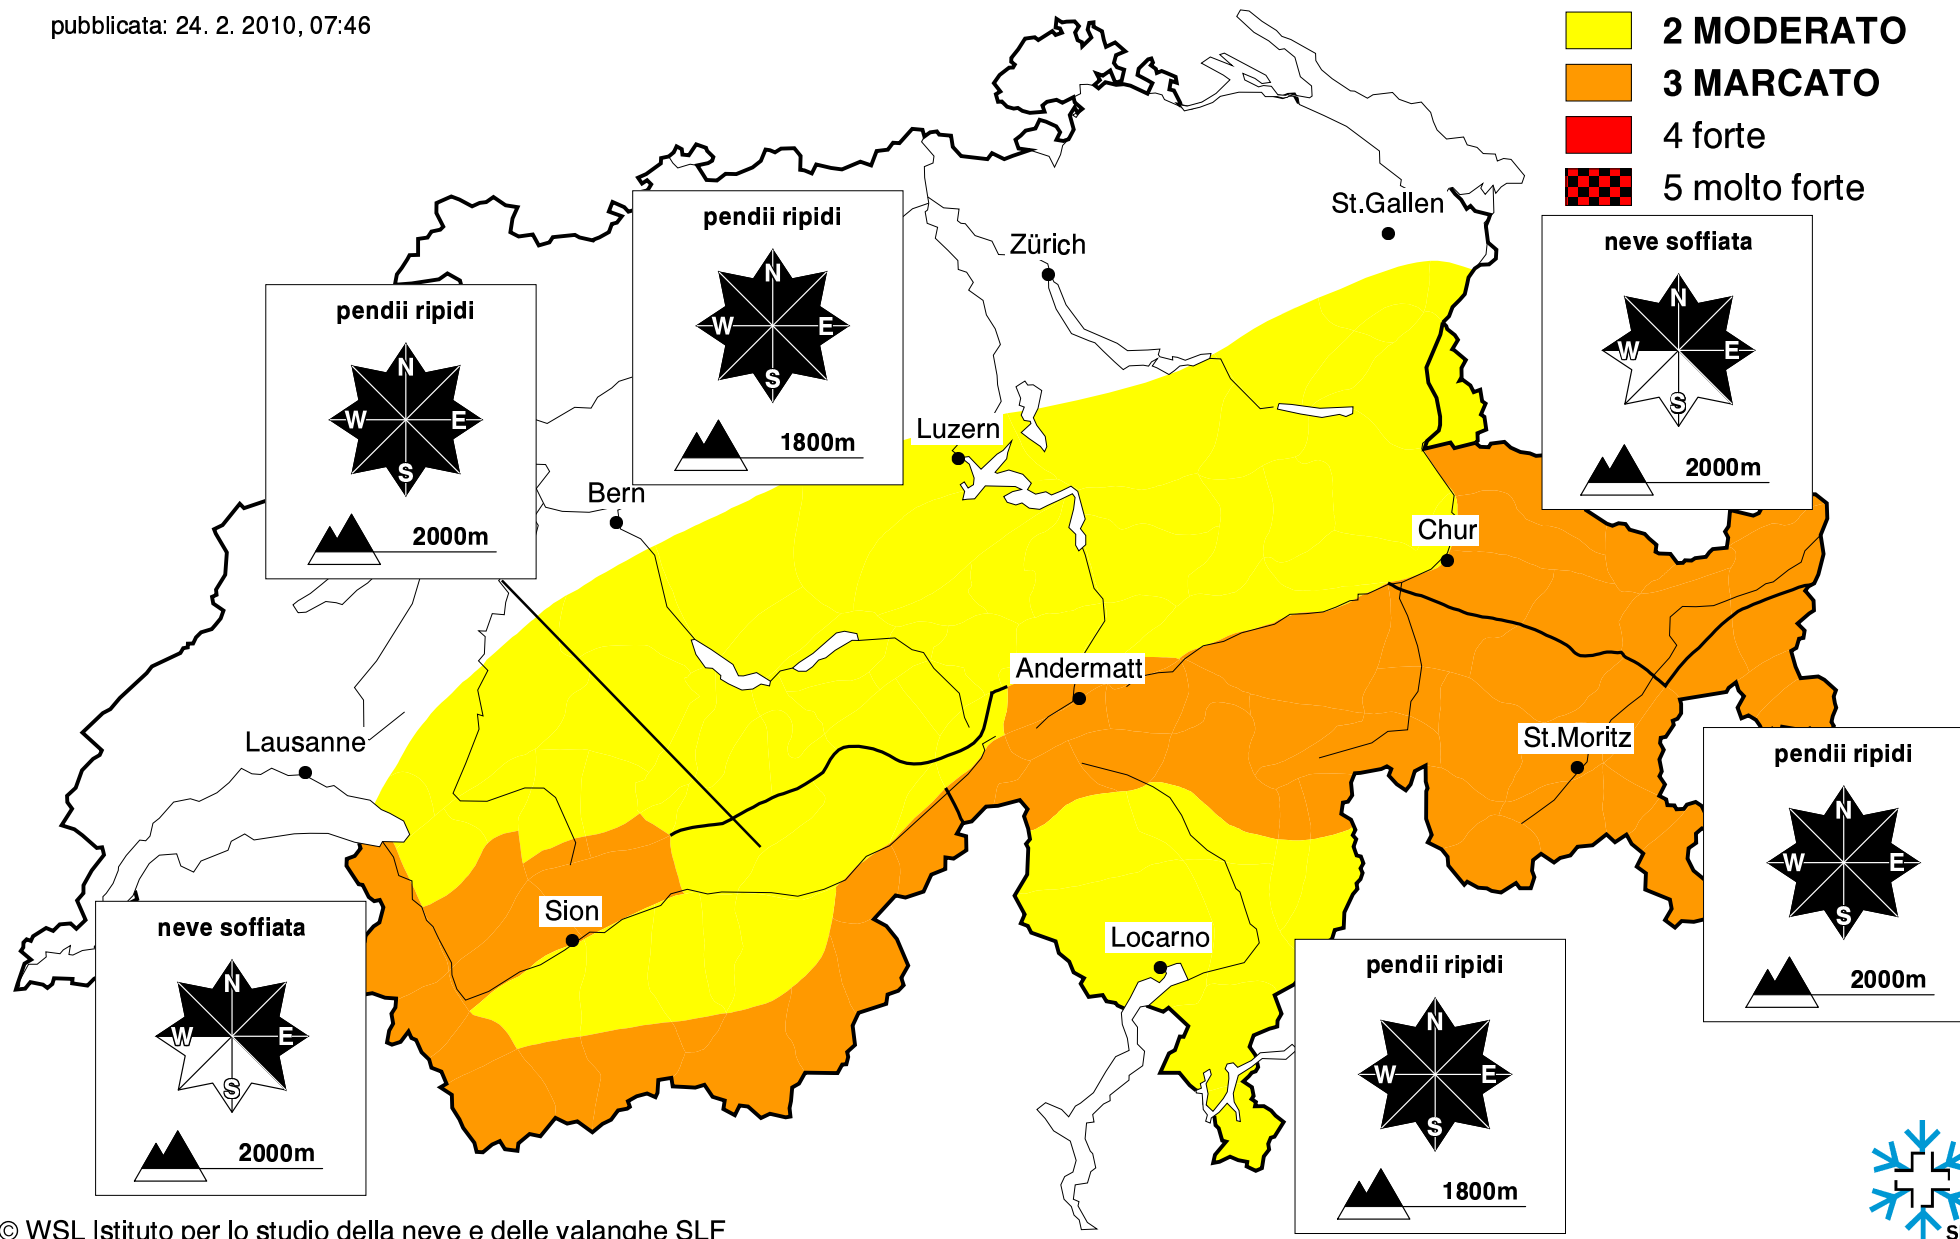 pubblicata: 24. 2. 2010, 07:46
2 MODERATO
3 MARCATO
4 forte
5 molto forte
pendii ripidi
N
W E
S
1800m
St.Gallen
Zürich
neve soffiata
N
W E
S
2000m
pendii ripidi
N
W E
S
2000m
Luzern
Bern
Chur
Andermatt
Lausanne
St.Moritz
pendii ripidi
N
W E
S
2000m
Sion
Locarno
neve soffiata
N
W E
S
2000m
pendii ripidi
N
W E
S
1800m
© WSL Istituto per lo studio della neve e delle valanghe SLF
S